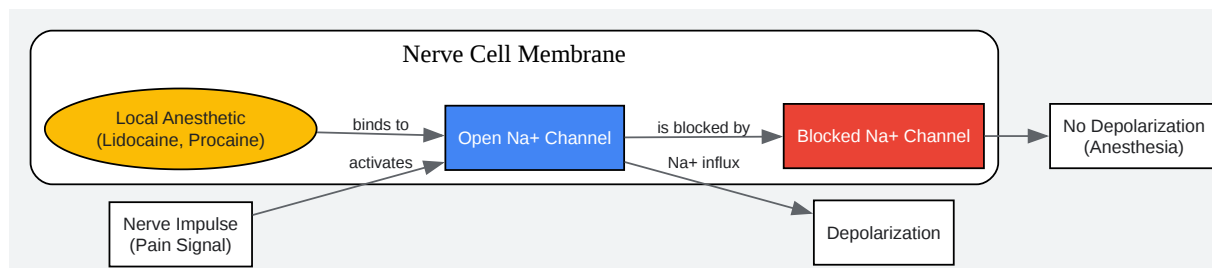 Nerve Cell Membrane
Local Anesthetic
(Lidocaine, Procaine)
binds to
Open Na+ Channel
is blocked by
Blocked Na+ Channel
No Depolarization
(Anesthesia)
activates
Na+ influx
Nerve Impulse
(Pain Signal)
Depolarization